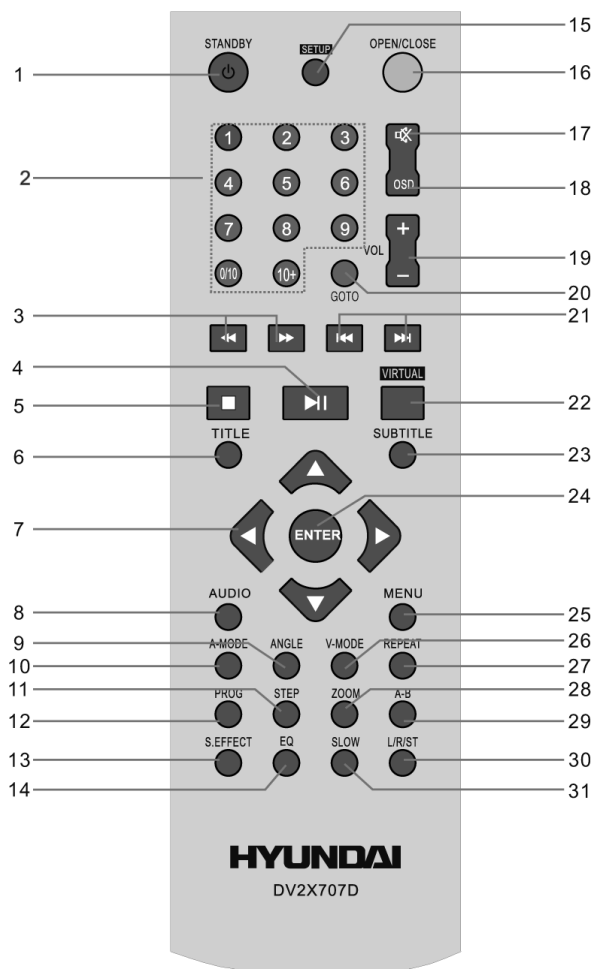 STANDBY SETUP OPEN/CLOSE 15
1 16
1 2 3 17
2 4 5 6 OSD 18
7 8 9 + 19
VOL
0/10 10+ − 20
GOTO
3 21
4 VIRTUAL
5 22
TITLE SUBTITLE
6 23
24
7 ENTER
AUDIO MENU
8 25
9 26
A-MODE ANGLE V-MODE REPEAT
10 27
11 28
PROG STEP ZOOM A-B
12 29
S.EFFECT EQ SLOW L/R/ST
13 30
14 31
HYUNDAI
DV2X707D